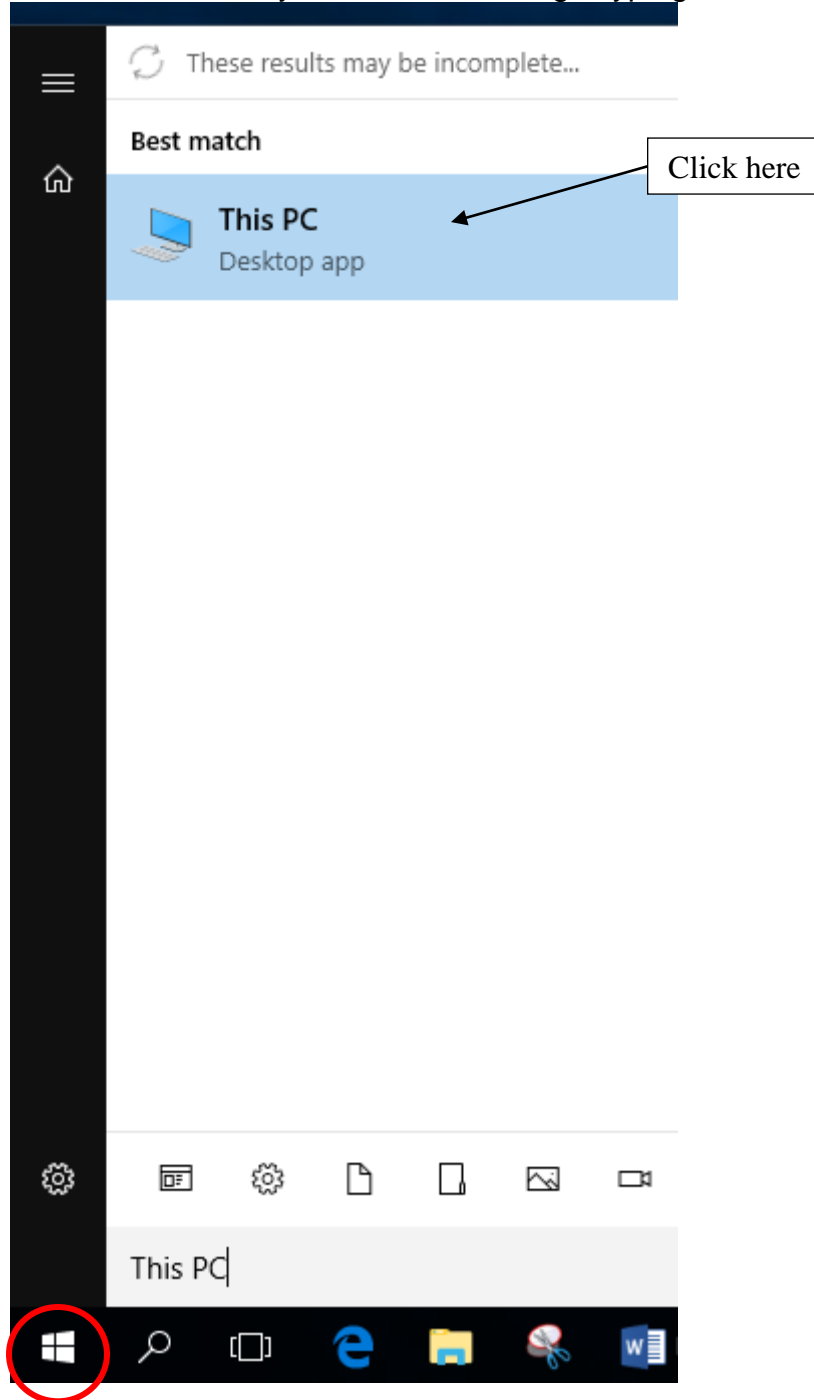 These results may be incomplete...
Best match
Click here
This PC
Desktop app
This PC
W